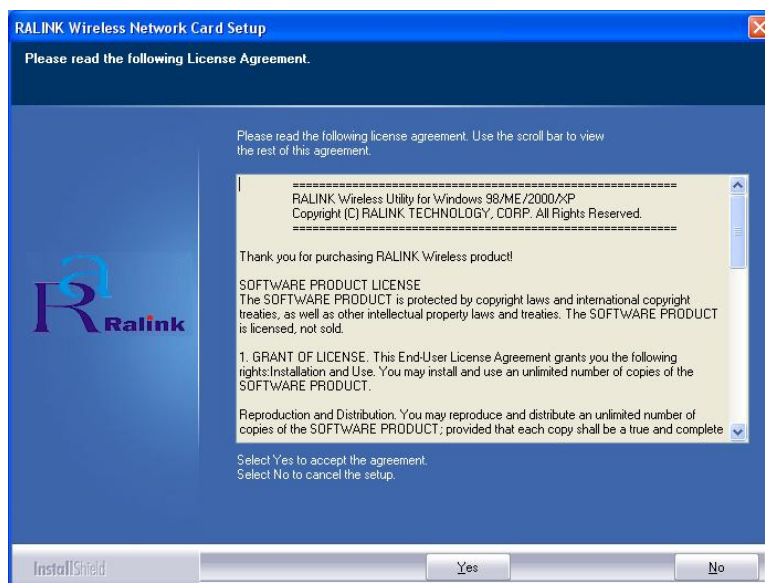 RALINK Wireless Network Card Setup
Please read the following License Agreement.
Please read the following license agreement. Use the scroll bar to view
the rest of this agreement.
============================================================
RALINK Wireless Utility for Windows 98/ME/2000/XP
Copyright (C) RALINK TECHNOLOGY, CORP. All Rights Reserved.
============================================================
Thank you for purchasing RALINK Wireless product!
SOFTWARE PRODUCT LICENSE
The SOFTWARE PRODUCT is protected by copyright laws and international copyright
treaties, as well as other intellectual property laws and treaties. The SOFTWARE PRODUCT
is licensed, not sold.
1. GRANT OF LICENSE. This End-User License Agreement grants you the following
rights:Installation and Use. You may install and use an unlimited number of copies of the
SOFTWARE PRODUCT.
Reproduction and Distribution. You may reproduce and distribute an unlimited number of
copies of the SOFTWARE PRODUCT; provided that each copy shall be a true and complete
Ralink
Select Yes to accept the agreement.
Select No to cancel the setup.
InstallShield
Yes
No